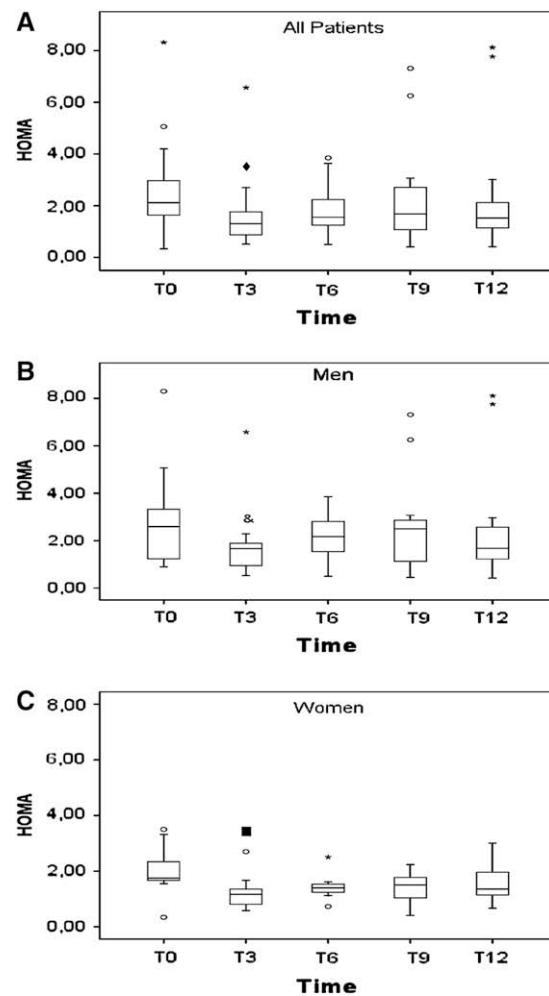 A
All Patients
8,00
6,00
4,00
2,00
0,00
HOMA
T0 T3 T6 T9 T12
Time
B
Men
8,00
6,00
4,00
2,00
0,00
HOMA
&
T0 T3 T6 T9 T12
Time
C
Women
8,00
6,00
4,00
2,00
0,00
HOMA
T0 T3 T6 T9 T12
Time